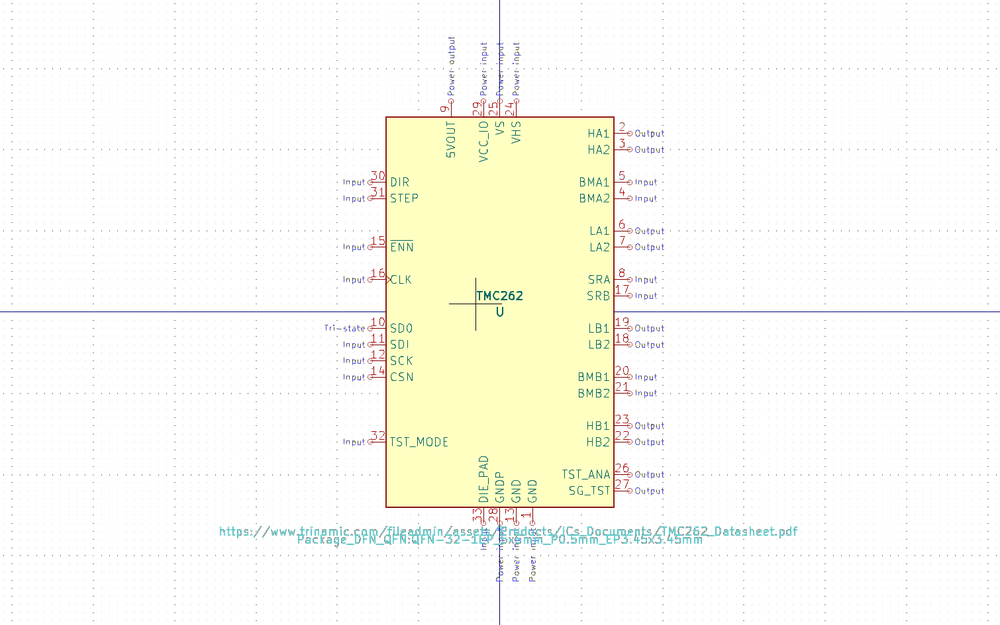 Power output
Power input
Power input
Power input
9
29
25
24
5VOUT
VCC_IO
VS
VHS
HA1 2 Output
HA2 3 Output
Input 30 DIR
BMA1 5 Input
Input 31 STEP
BMA2 4 Input
LA1 6 Output
Input 15 ENN
LA2 7 Output
Input 16 CLK
SRA 8 Input
TMC262
SRB 17 Input
U
Tri-state 10 SDO
LB1 19 Output
Input 11 SDI
LB2 18 Output
Input 12 SCK
Input 14 CSN
BMB1 20 Input
BMB2 21 Input
HB1 23 Output
Input 32 TST_MODE
HB2 22 Output
TST_ANA 26 Output
SG_TST 27 Output
DIE_PAD
GNDP
GND
GND
33
28
13
1
https://www.trinamic.com/fileadmin/assets/Products/ICs_Documents/TMC262_Datasheet.pdf
Package_DFN_QFN:QFN-32-1EP_5x5mm_P0.5mm_EP3.45x3.45mm
Input
Power input
Power input
Power input